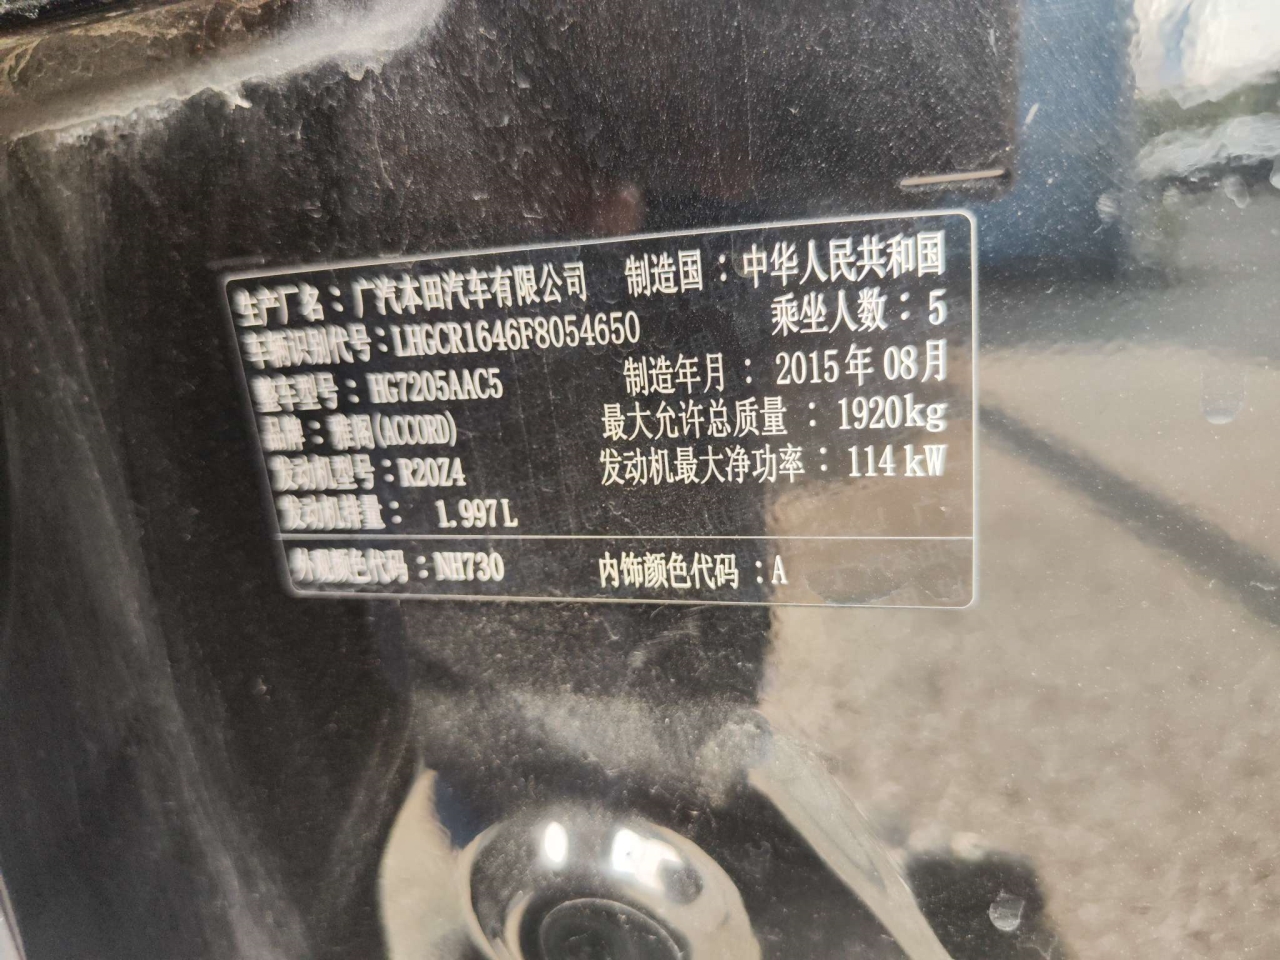 生产厂名：广汽本田汽车有限公司 制造国：中华人民共和国
车辆识别代号：LHGCR1646F8054650 乘坐人数：5
整车型号：HG7205AAC5 制造年月：2015年08月
品牌：雅阁(ACCORD) 最大允许总质量：1920kg
发动机型号：R20Z4 发动机最大净功率：114kW
发动机排量：1.997L
外观颜色代码：NH730 内饰颜色代码：A